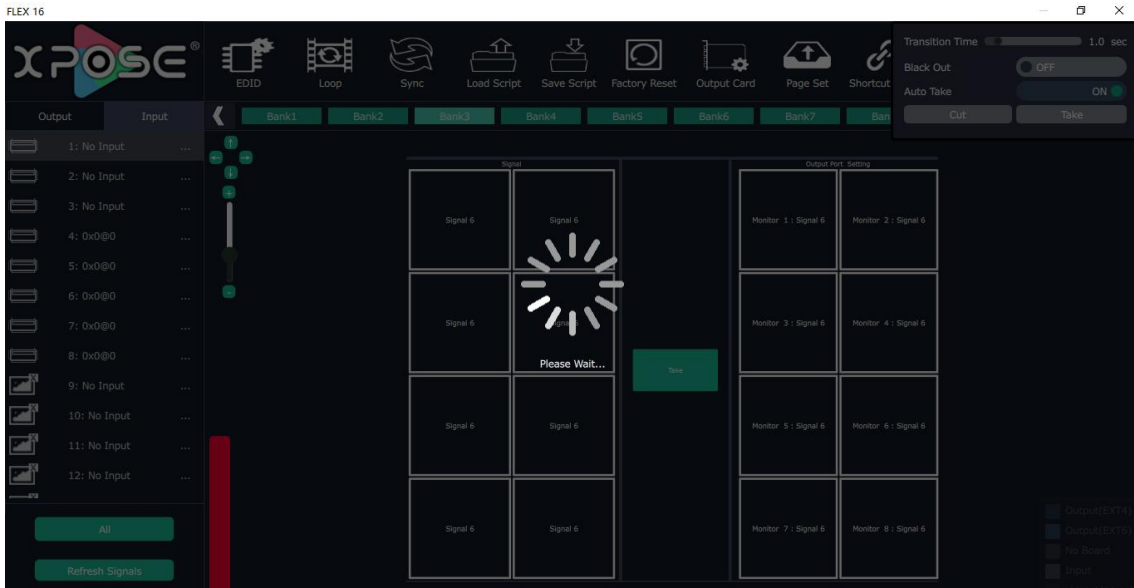 FLEX 16
XPOSE®
EDID
Loop
Sync
Load Script
Save Script
Factory Reset
Output Card
Page Set
Shortcut
Transition Time
1.0 sec
Black Out
OFF
Auto Take
ON
Cut
Take
Output
Input
Bank1
Bank2
Bank3
Bank4
Bank5
Bank6
Bank7
Ban
1: No Input ...
2: No Input ...
3: No Input ...
4: 0x0@0 ...
5: 0x0@0 ...
6: 0x0@0 ...
7: 0x0@0 ...
8: 0x0@0 ...
9: No Input ...
10: No Input ...
11: No Input ...
12: No Input ...
All
Refresh Signals
Signal
Signal 6
Signal 6
Signal 6
Signal 6
Signal 6
Signal 6
Signal 6
Please Wait...
Take
Output Port Setting
Monitor 1 : Signal 6
Monitor 2 : Signal 6
Monitor 3 : Signal 6
Monitor 4 : Signal 6
Monitor 5 : Signal 6
Monitor 6 : Signal 6
Monitor 7 : Signal 6
Monitor 8 : Signal 6
Output(EXT4)
Output(EXT6)
No Board
Input